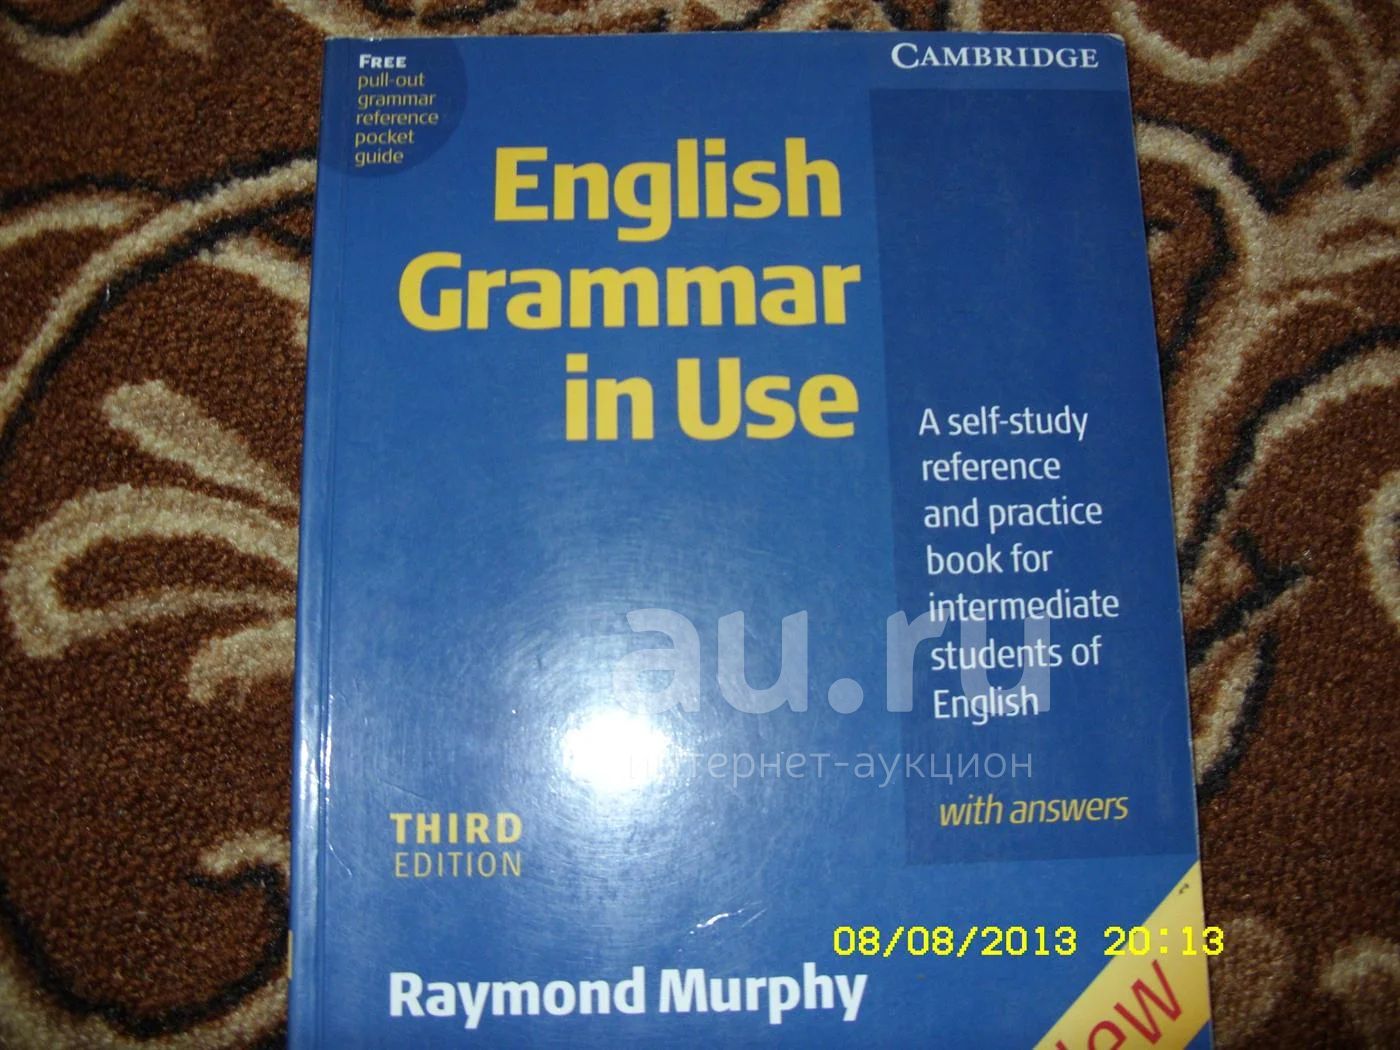 FREE
pull-out
grammar
reference
pocket
guide
CAMBRIDGE
English
Grammar
in Use
A self-study
reference
and practice
book for
intermediate
students of
English
with answers
au.ru
интернет-аукцион
THIRD
EDITION
08/08/2013 20:13
Raymond Murphy
New